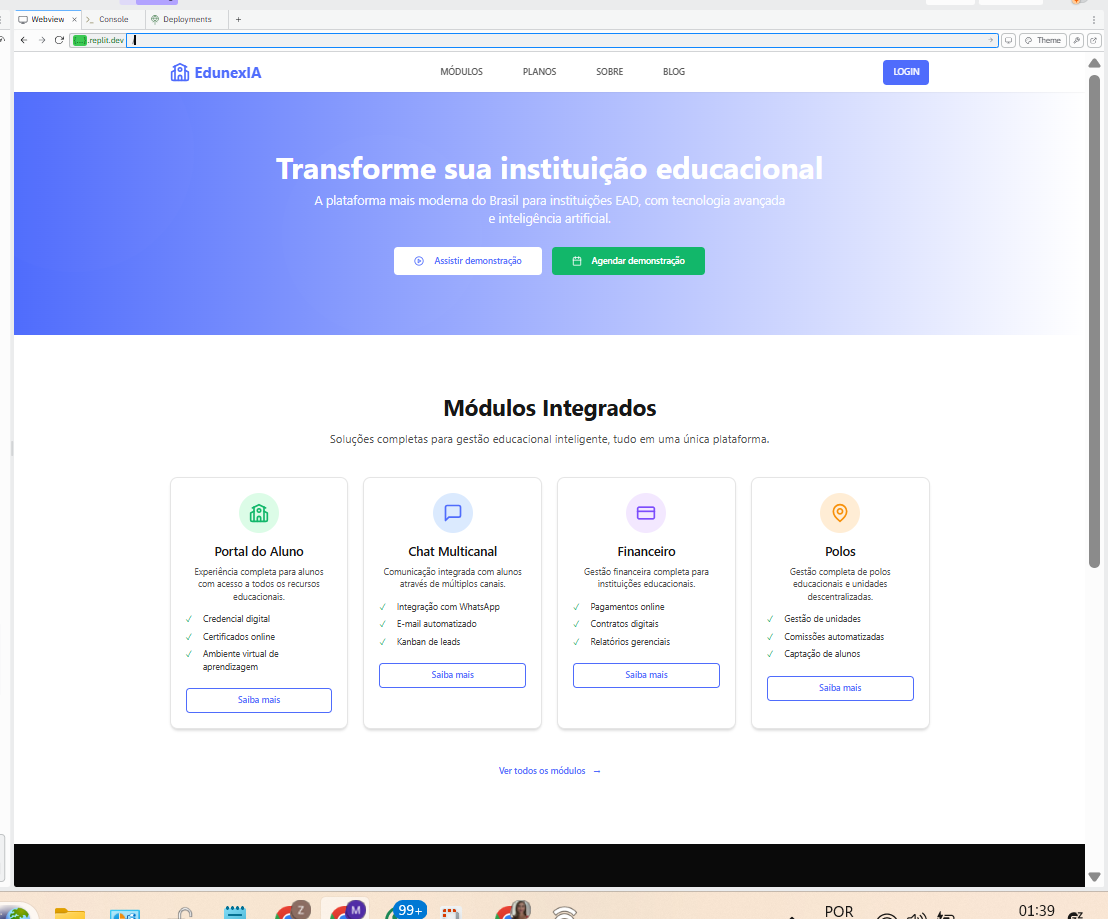 Webview
Console
Deployments
.replit.dev
/
Theme
EdunexIA
MÓDULOS
PLANOS
SOBRE
BLOG
LOGIN
Transforme sua instituição educacional
A plataforma mais moderna do Brasil para instituições EAD, com tecnologia avançada
e inteligência artificial.
Assistir demonstração
Agendar demonstração
Módulos Integrados
Soluções completas para gestão educacional inteligente, tudo em uma única plataforma.
Portal do Aluno
Experiência completa para alunos
com acesso a todos os recursos
educacionais.
✓ Credencial digital
✓ Certificados online
✓ Ambiente virtual de
aprendizagem
Saiba mais
Chat Multicanal
Comunicação integrada com alunos
através de múltiplos canais.
✓ Integração com WhatsApp
✓ E-mail automatizado
✓ Kanban de leads
Saiba mais
Financeiro
Gestão financeira completa para
instituições educacionais.
✓ Pagamentos online
✓ Contratos digitais
✓ Relatórios gerenciais
Saiba mais
Polos
Gestão completa de polos
educacionais e unidades
descentralizadas.
✓ Gestão de unidades
✓ Comissões automatizadas
✓ Captação de alunos
Saiba mais
Ver todos os módulos →
Z
M
99+
POR
01:39